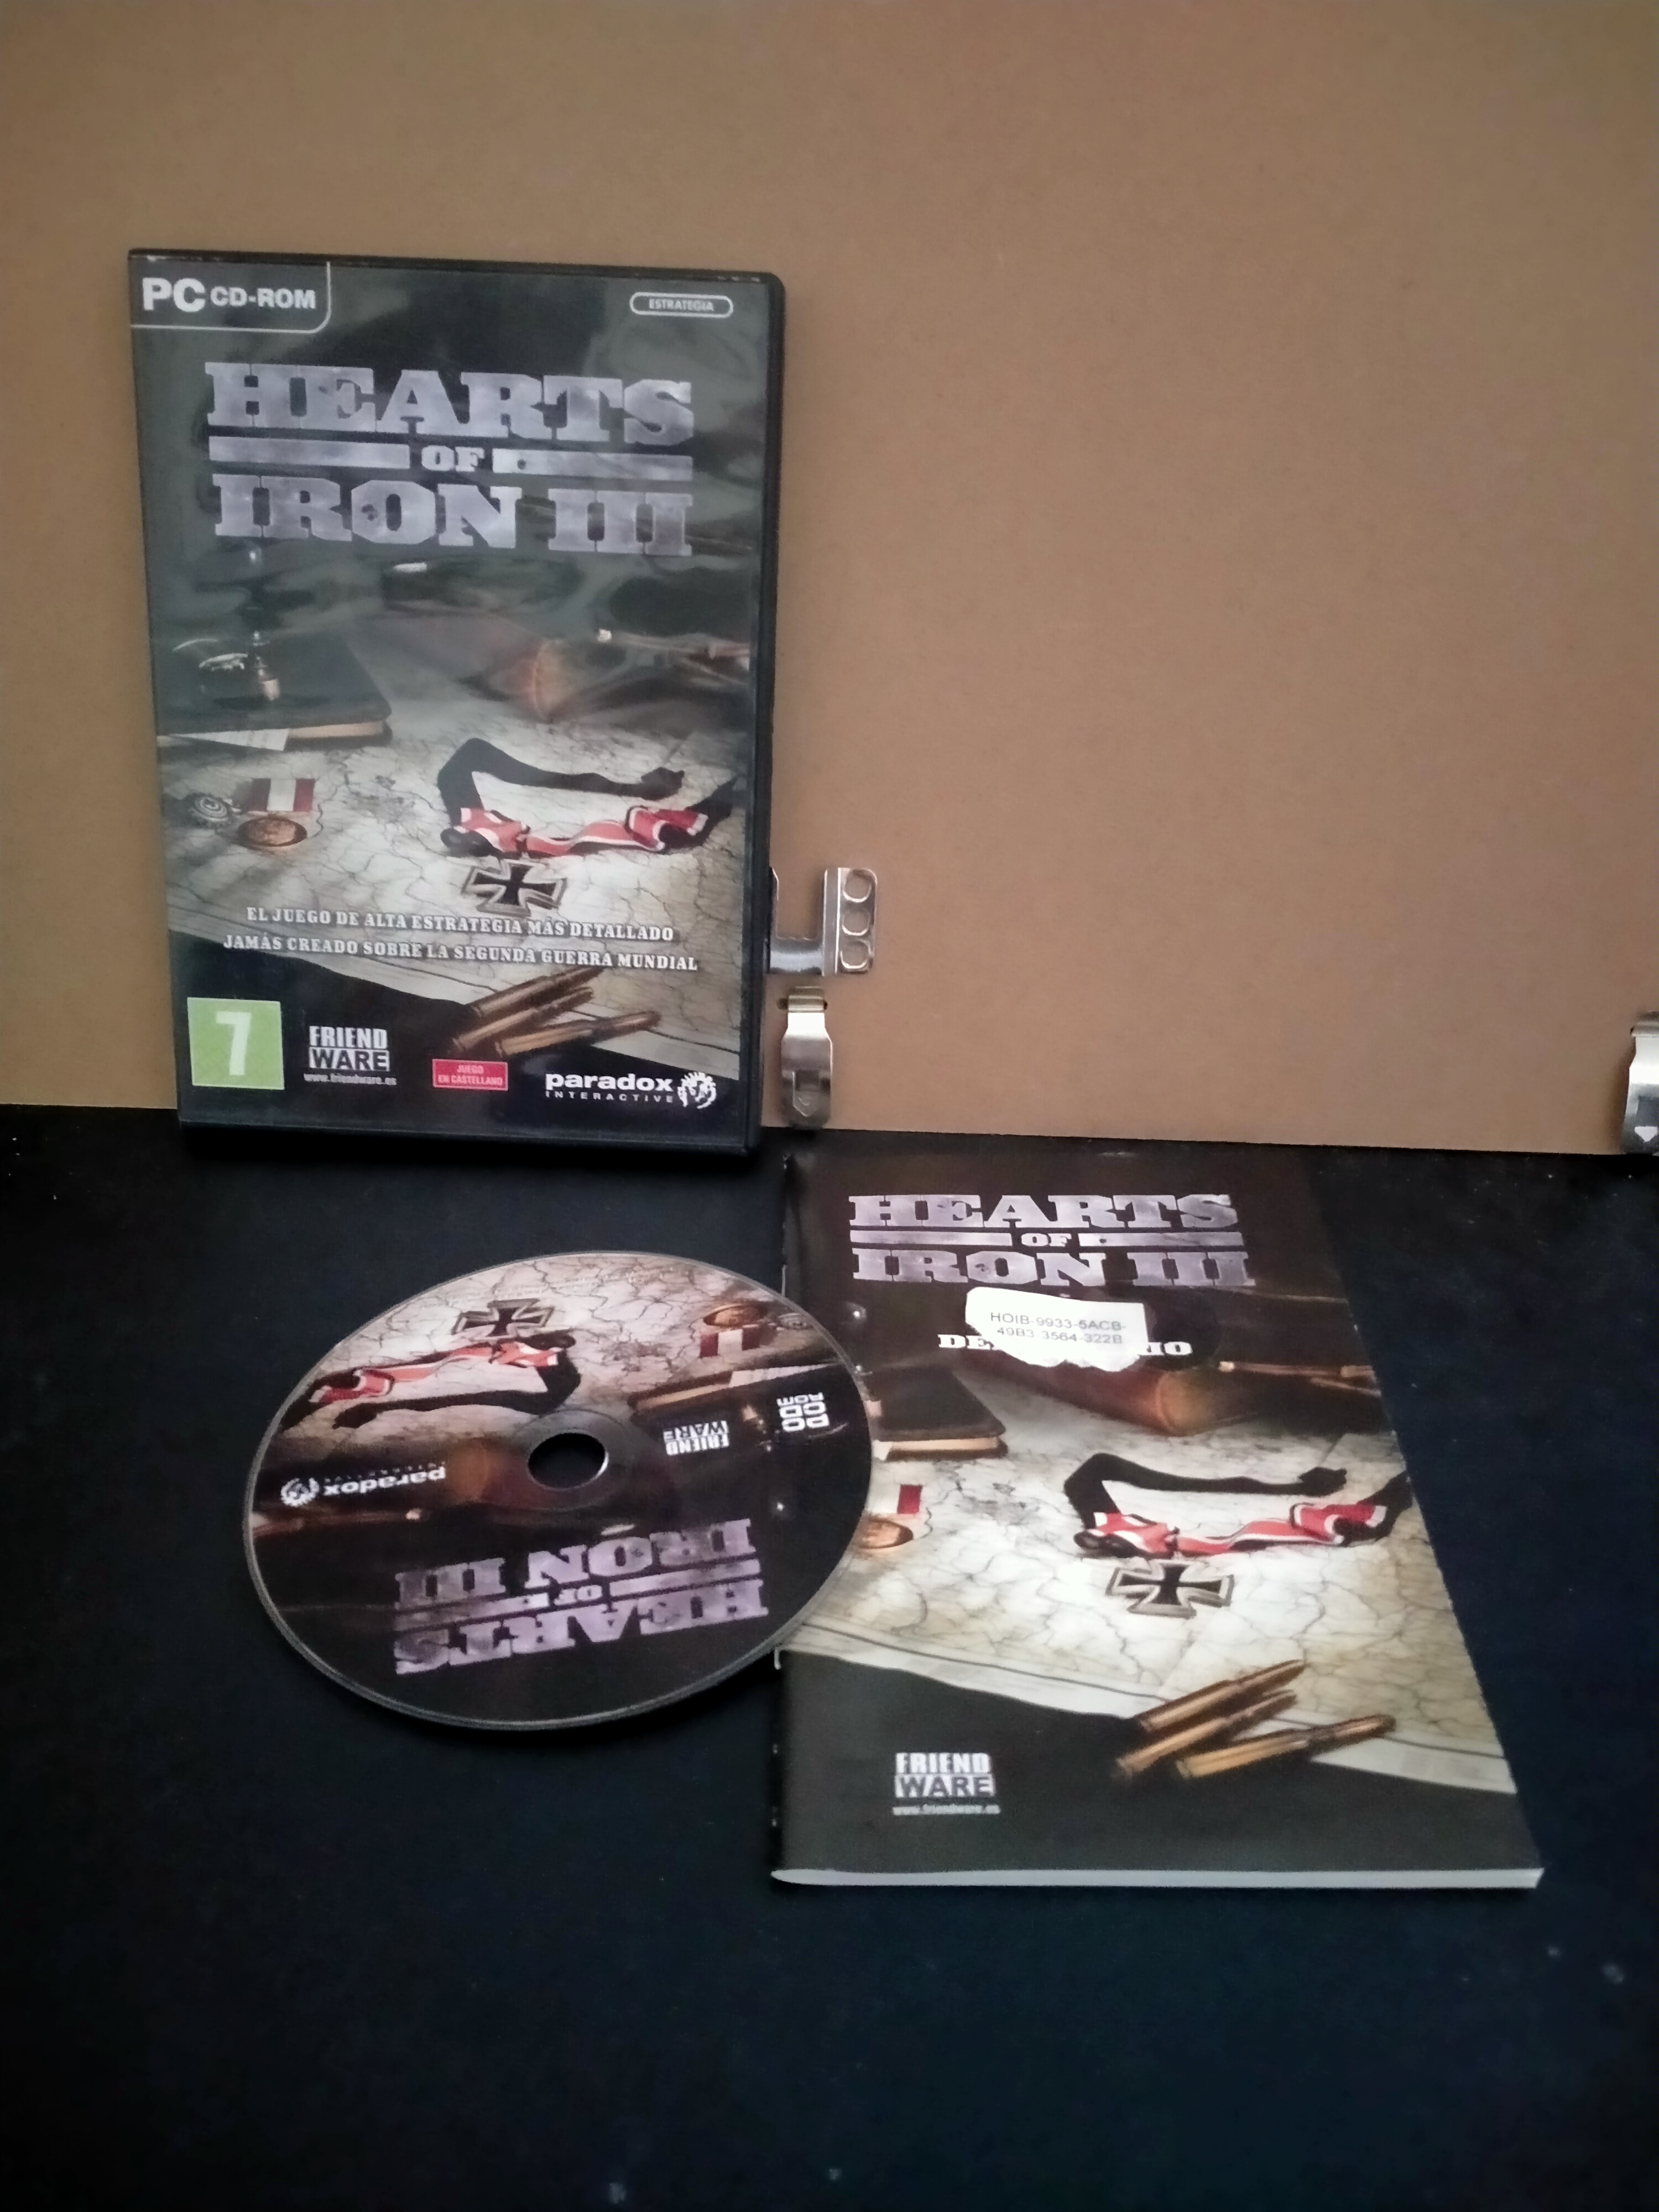 PC CD-ROM
ESTRATEGIA
HEARTS
OF
IRON III
EL JUEGO DE ALTA ESTRATEGIA MÁS DETALLADO
JAMÁS CREADO SOBRE LA SEGUNDA GUERRA MUNDIAL
7
FRIEND
WARE
www.friendware.es
JUEGO
EN CASTELLANO
paradox
INTERACTIVE
HEARTS
OF
IRON III
HOIB-9933-5ACB-
49B3-3564-322B
FRIEND
WARE
www.friendware.es
HEARTS
OF
IRON III
paradox
INTERACTIVE
FRIEND
WARE
PC
CD
ROM